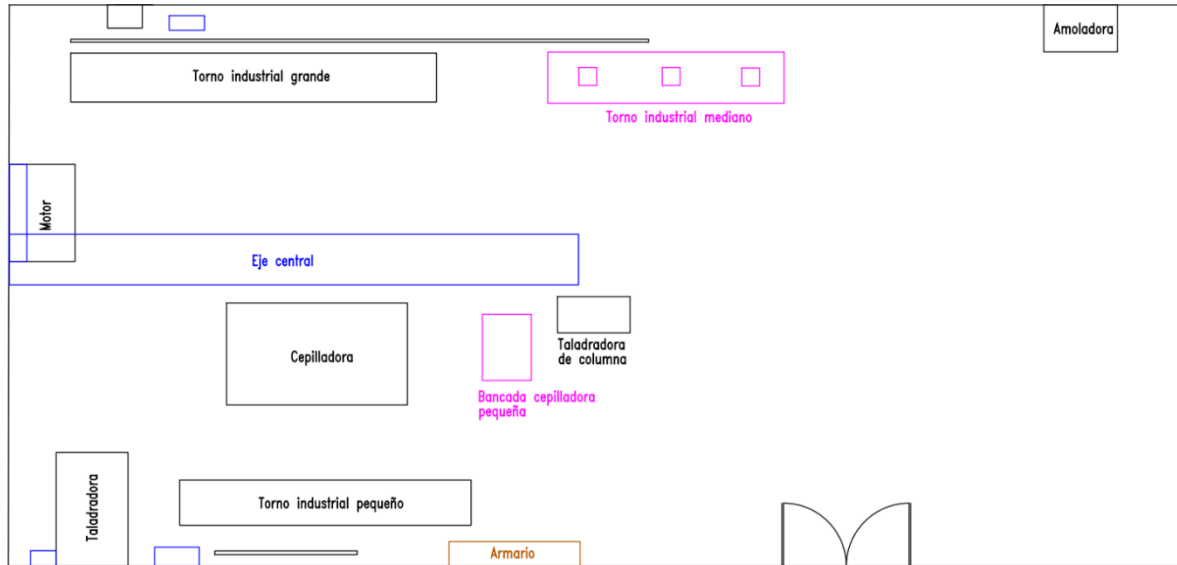 Amoladora
Torno industrial grande
Torno industrial mediano
Motor
Eje central
Cepilladora
Taladradora
de columna
Bancada cepilladora
pequeña
Taladradora
Torno industrial pequeño
Armario